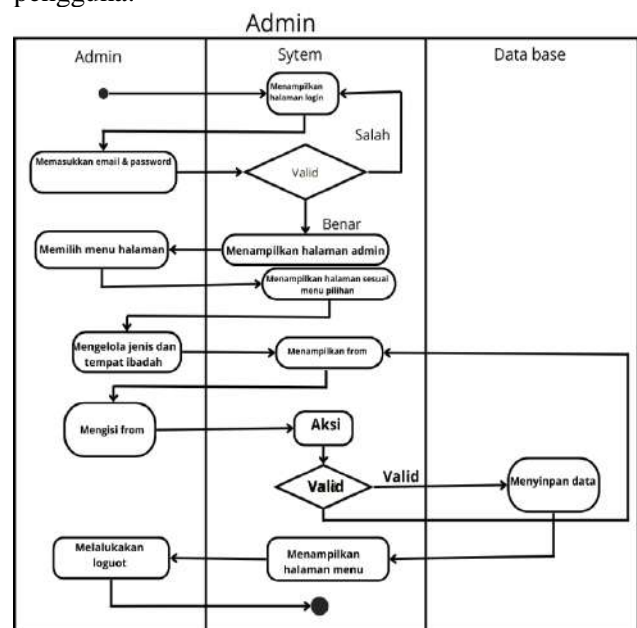 pengguna.
Admin
Admin
Sytem
Data base
Menampilkan
halaman login
Salah
Memasukkan email & password
Valid
Benar
Memilih menu halaman
Menampilkan halaman admin
Menampilkan halaman sesuai
menu pilihan
Mengelola jenis dan
tempat ibadah
Menampilkan from
Mengisi from
Aksi
Valid
Valid
Menyinpan data
Melalukakan
loguot
Menampilkan
halaman menu